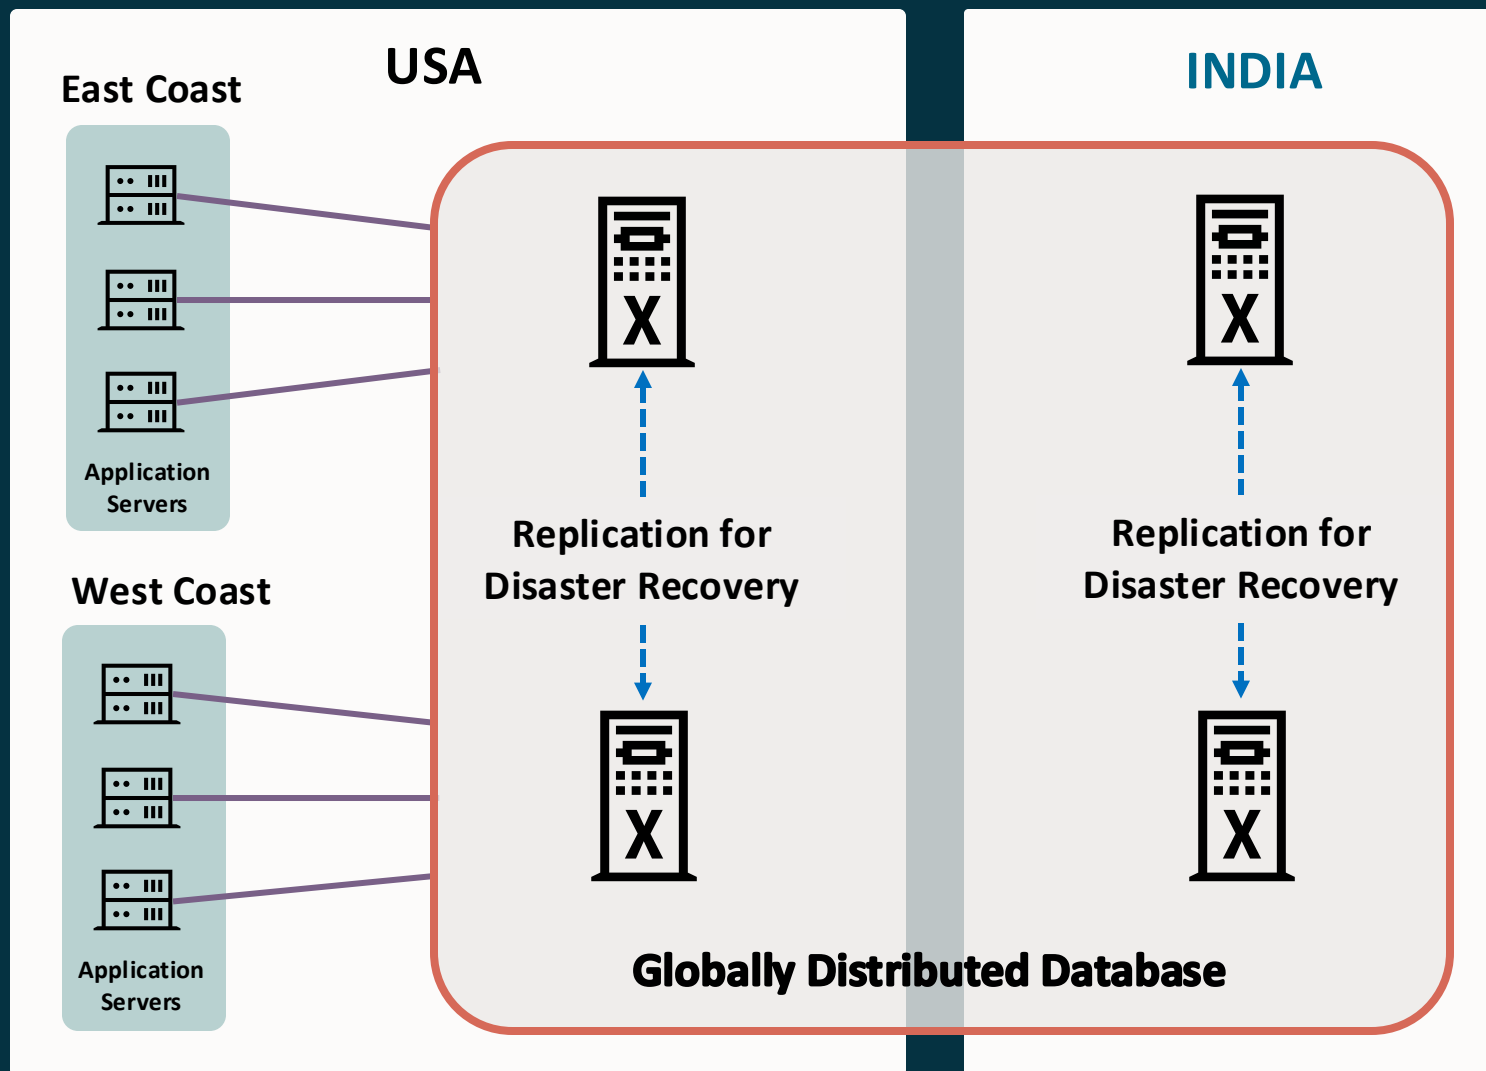 USA
East Coast
Application
Servers
West Coast
Application
Servers
X
Replication for
Disaster Recovery
X
INDIA
X
Replication for
Disaster Recovery
X
Globally Distributed Database